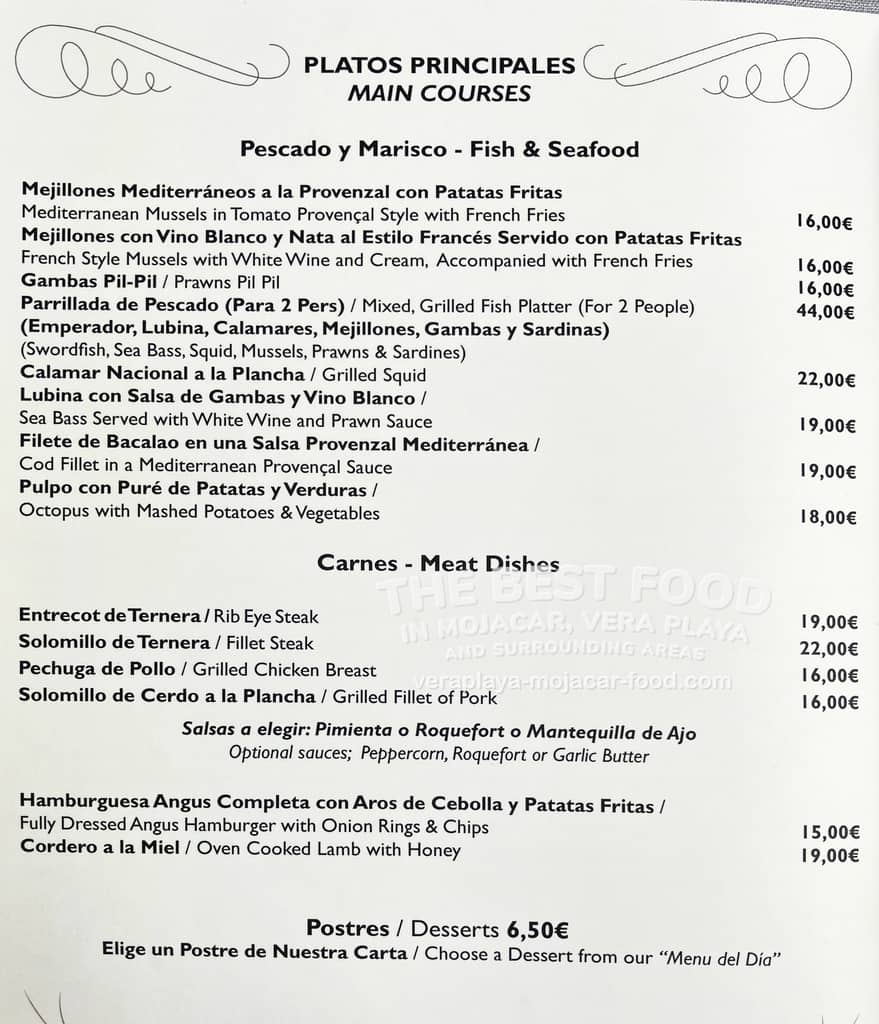 PLATOS PRINCIPALES
MAIN COURSES
Pescado y Marisco - Fish & Seafood
Mejillones Mediterráneos a la Provenzal con Patatas Fritas
Mediterranean Mussels in Tomato Provençal Style with French Fries 16,00€
Mejillones con Vino Blanco y Nata al Estilo Francés Servido con Patatas Fritas
French Style Mussels with White Wine and Cream, Accompanied with French Fries 16,00€
Gambas Pil-Pil / Prawns Pil Pil 16,00€
Parrillada de Pescado (Para 2 Pers) / Mixed, Grilled Fish Platter (For 2 People) 44,00€
(Emperador, Lubina, Calamares, Mejillones, Gambas y Sardinas)
(Swordfish, Sea Bass, Squid, Mussels, Prawns & Sardines)
Calamar Nacional a la Plancha / Grilled Squid 22,00€
Lubina con Salsa de Gambas y Vino Blanco /
Sea Bass Served with White Wine and Prawn Sauce 19,00€
Filete de Bacalao en una Salsa Provenzal Mediterránea /
Cod Fillet in a Mediterranean Provençal Sauce 19,00€
Pulpo con Puré de Patatas y Verduras /
Octopus with Mashed Potatoes & Vegetables 18,00€
Carnes - Meat Dishes
THE BEST FOOD
IN MOJACAR, VERA PLAYA
AND SURROUNDING AREAS
veraplaya-mojacar-food.com
Entrecot de Ternera / Rib Eye Steak 19,00€
Solomillo de Ternera / Fillet Steak 22,00€
Pechuga de Pollo / Grilled Chicken Breast 16,00€
Solomillo de Cerdo a la Plancha / Grilled Fillet of Pork 16,00€
Salsas a elegir: Pimienta o Roquefort o Mantequilla de Ajo
Optional sauces; Peppercorn, Roquefort or Garlic Butter
Hamburguesa Angus Completa con Aros de Cebolla y Patatas Fritas /
Fully Dressed Angus Hamburger with Onion Rings & Chips 15,00€
Cordero a la Miel / Oven Cooked Lamb with Honey 19,00€
Postres / Desserts 6,50€
Elige un Postre de Nuestra Carta / Choose a Dessert from our “Menu del Día”